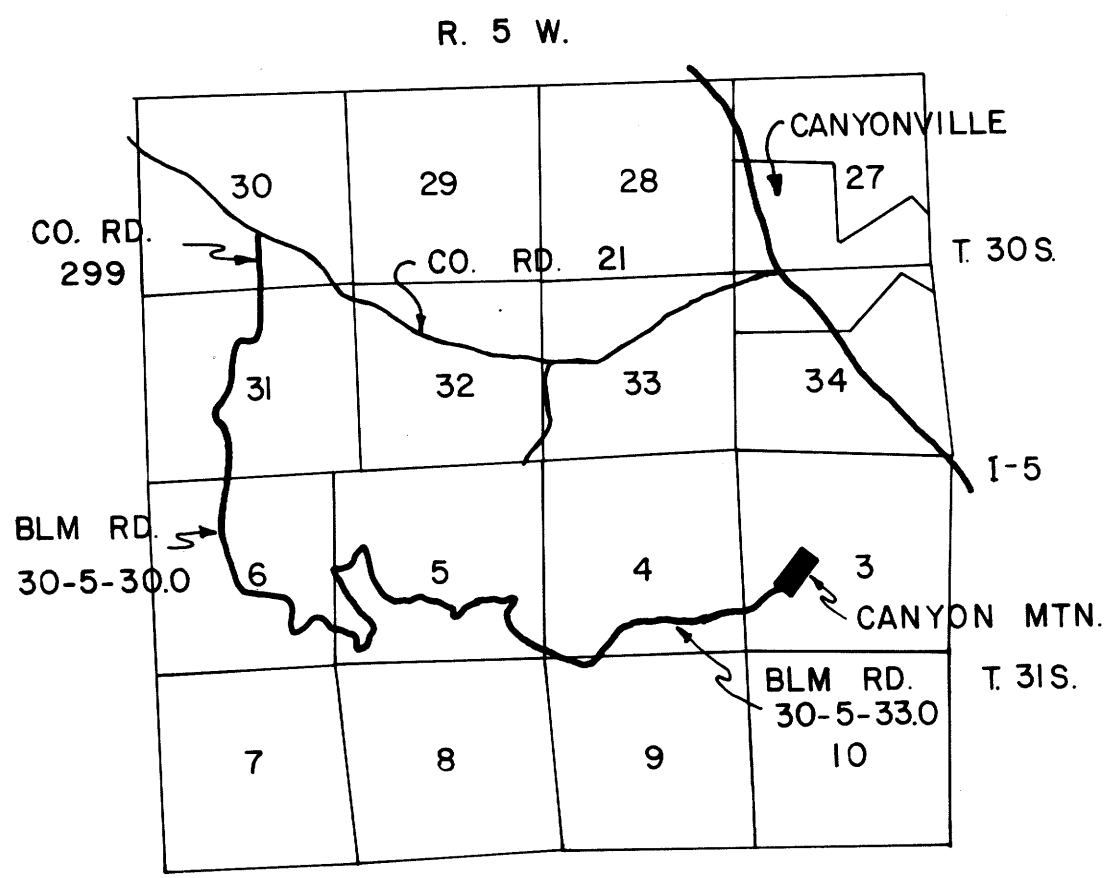 R. 5 W.
CANYONVILLE
30
29
28
27
CO. RD.
299
CO. RD. 21
T. 30S.
31
32
33
34
I-5
BLM RD.
30-5-30.0
6
5
4
3
CANYON MTN.
BLM RD.
30-5-33.0
T. 31S.
7
8
9
10